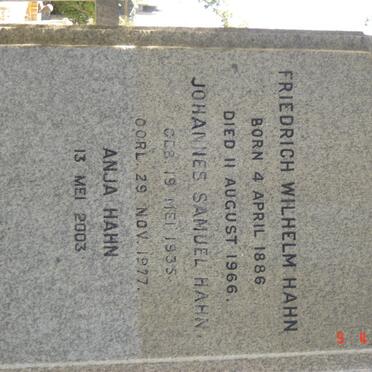 FRIEDRICH WILHELM HAHN
BORN 4 APRIL 1886
DIED 11 AUGUST 1966.
JOHANNES SAMUEL HAHN.
GEB. 19 MEI 1935
OORL. 29 NOV. 1977.
ANJA HAHN
13 MEI 2003